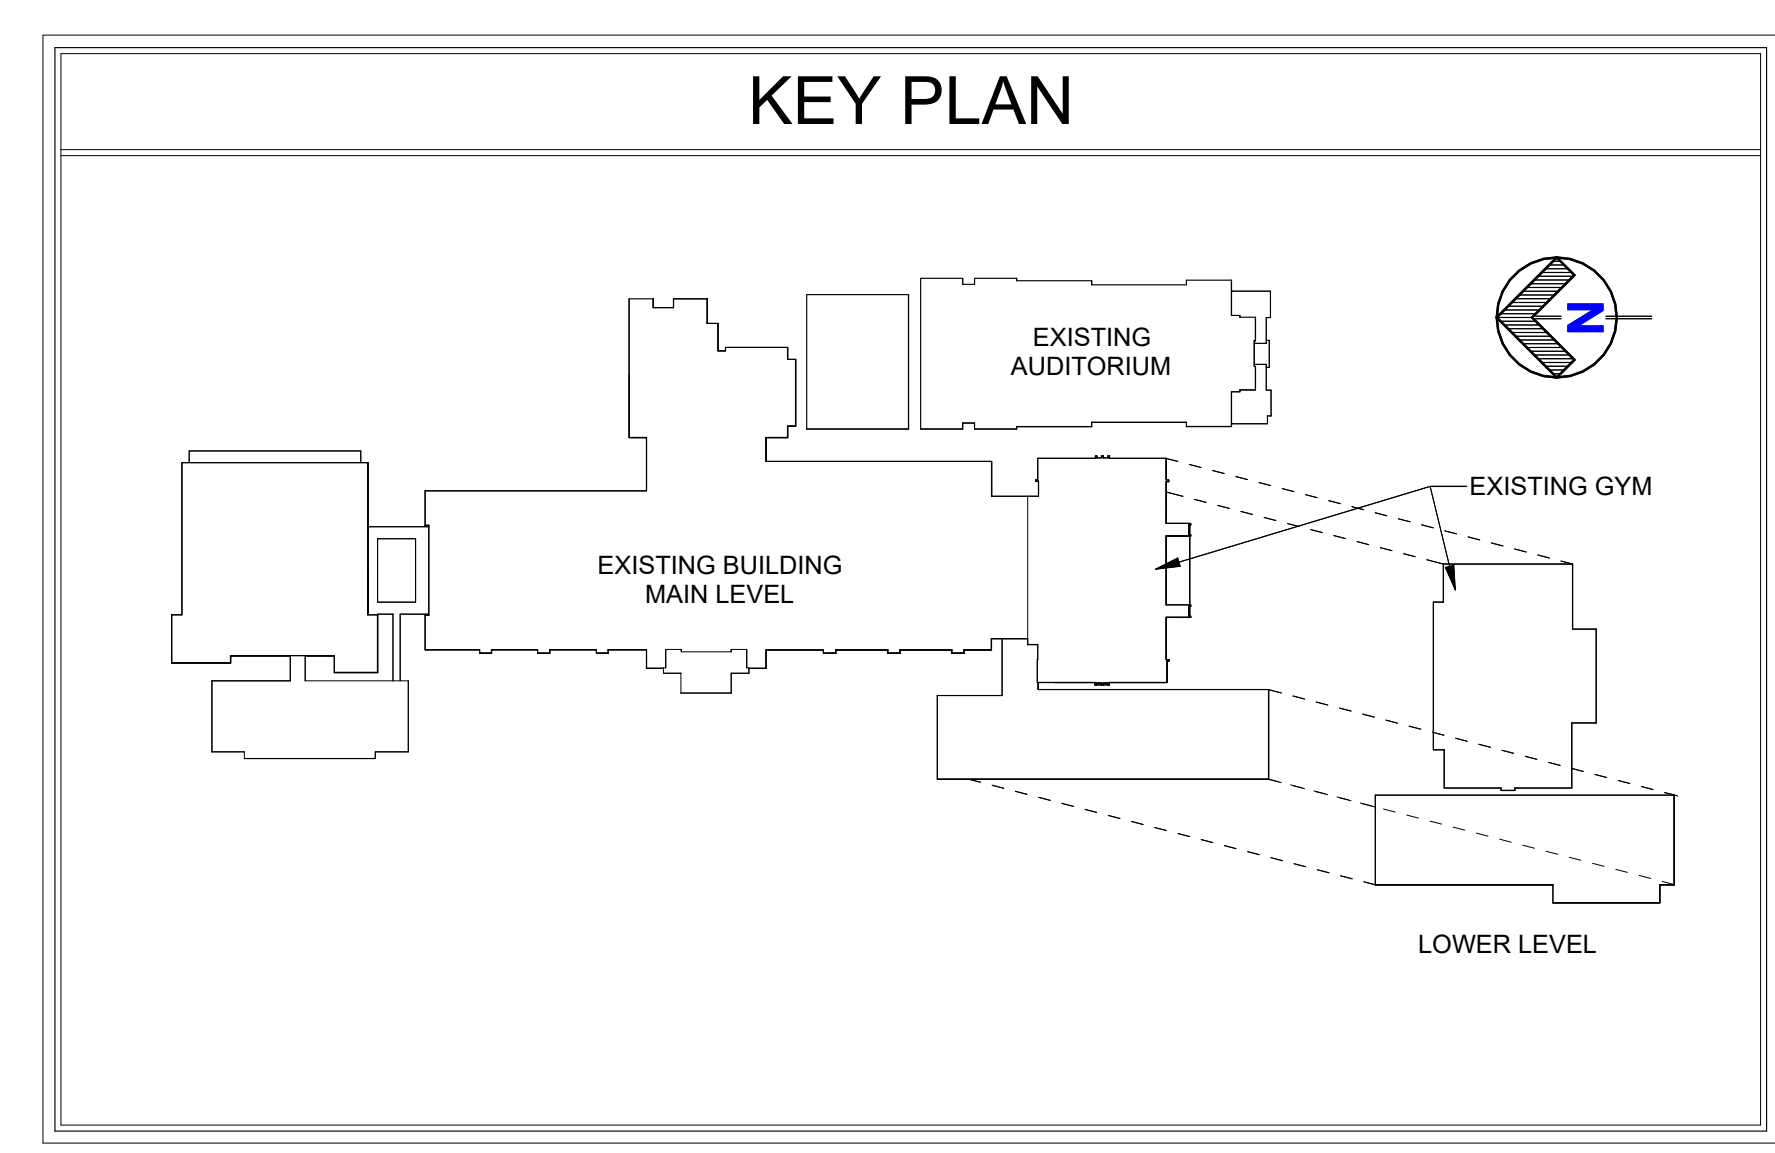 KEY PLAN
EXISTING
AUDITORIUM
N
EXISTING GYM
EXISTING BUILDING
MAIN LEVEL
LOWER LEVEL